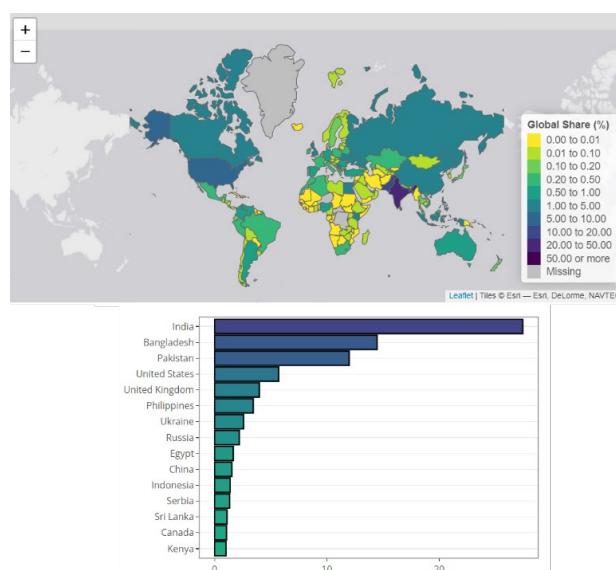 +
−
Global Share (%)
0.00 to 0.01
0.01 to 0.10
0.10 to 0.20
0.20 to 0.50
0.50 to 1.00
1.00 to 5.00
5.00 to 10.00
10.00 to 20.00
20.00 to 50.00
50.00 or more
Missing
Leaflet | Tiles © Esri — Esri, DeLorme, NAVTE
India
Bangladesh
Pakistan
United States
United Kingdom
Philippines
Ukraine
Russia
Egypt
China
Indonesia
Serbia
Sri Lanka
Canada
Kenya
0 10 20